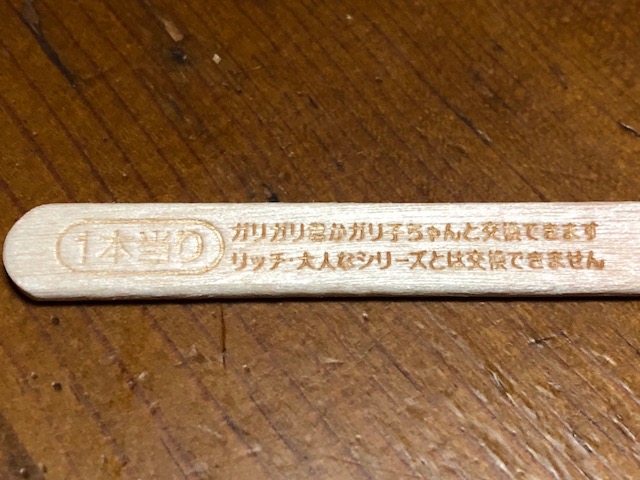 1本当り
ガリガリ君かガリ子ちゃんと交換できます
リッチ・大人なシリーズとは交換できません